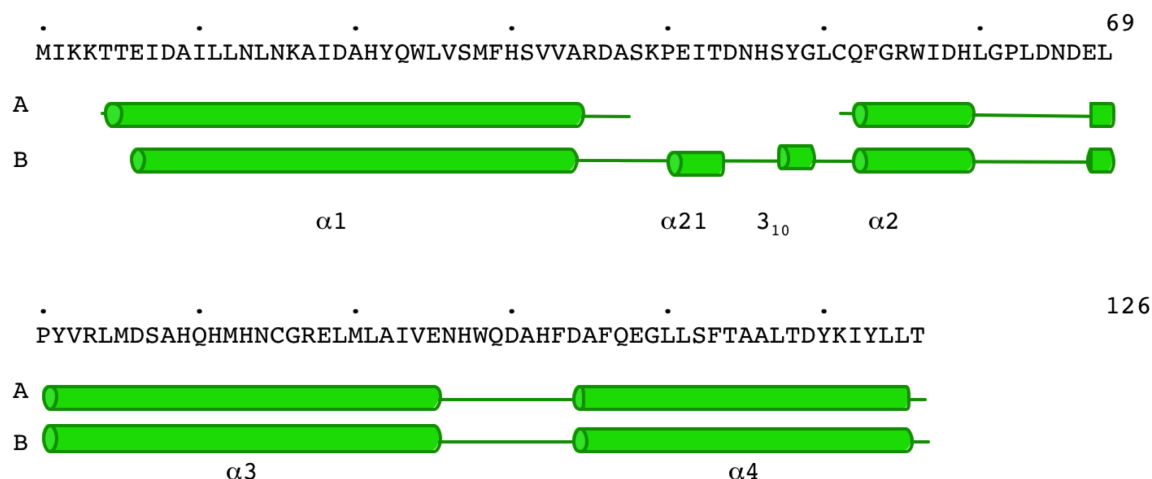 69
MIKKTTEIDAILLNLNKAIDAHYQWLVSMFHSVVARDASKPEITDNHSYGLCQFGRWIDHLGPLDNDEL
A
B
α1 α21 3₁₀ α2
126
PYVRLMDSAHQHMHNCGRELMLAIVENHWQDAHFDAFQEGLLSFTAALTDYKIYLLT
A
B
α3 α4